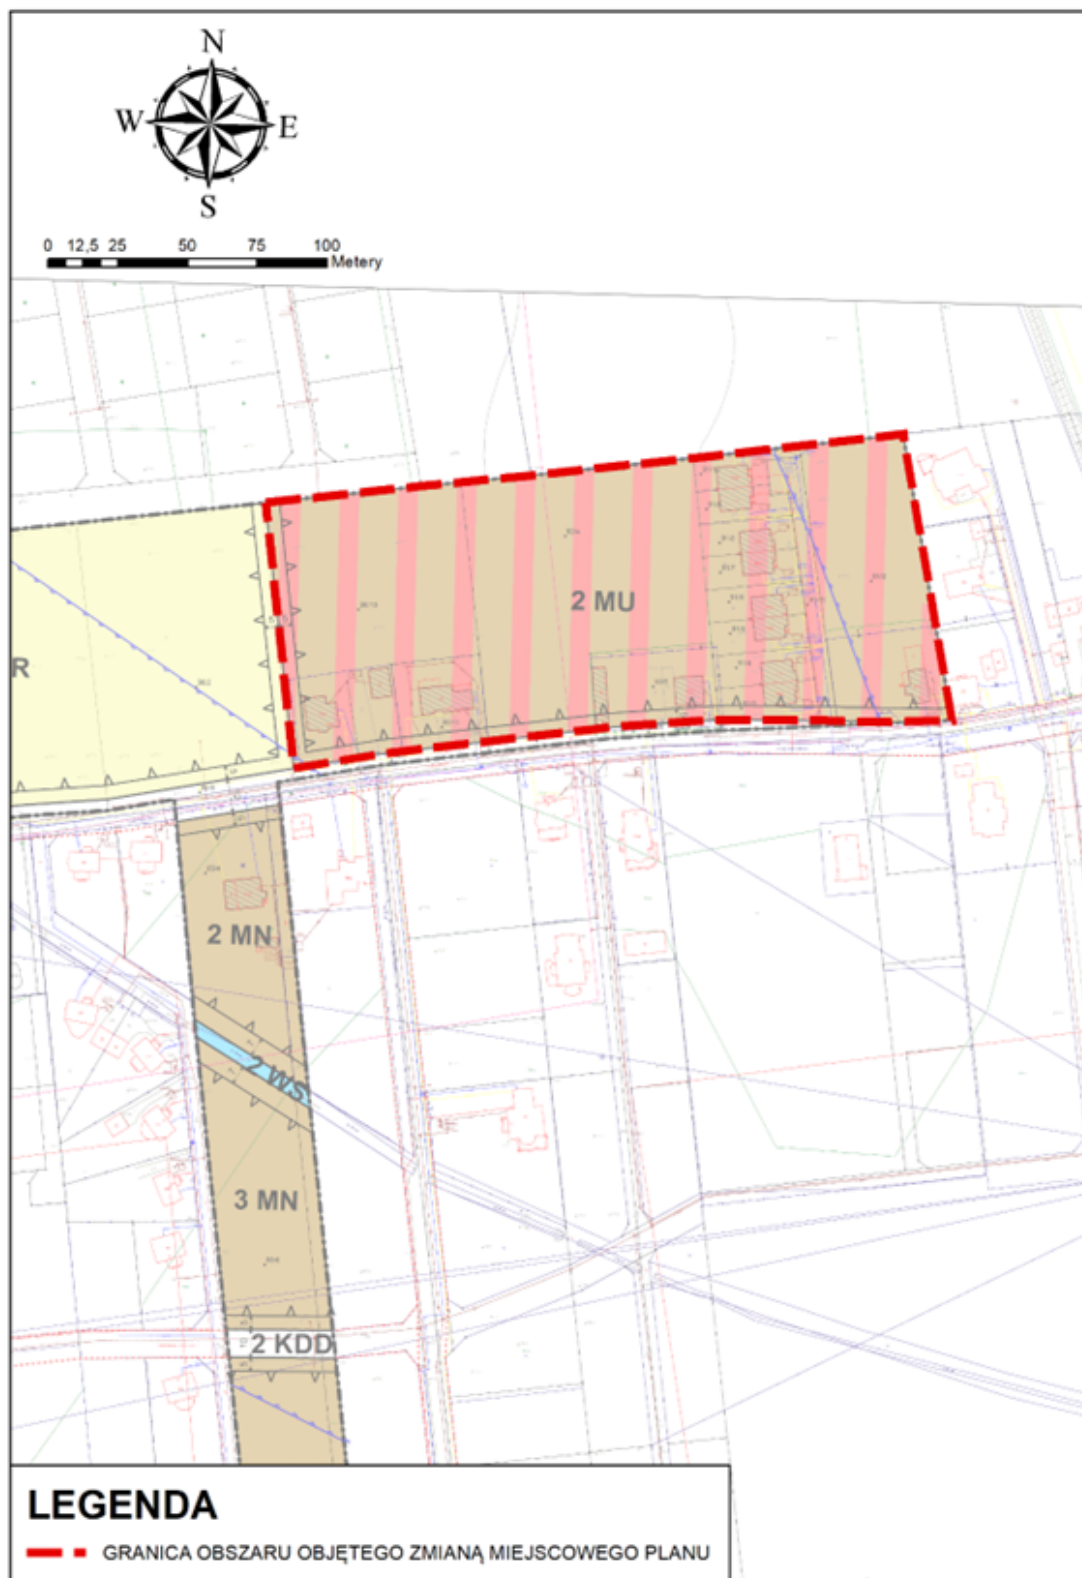 N
W E
S
0 12,5 25 50 75 100
Metery
2 MU
R
2 MN
2 WS
3 MN
2 KDD
LEGENDA
GRANICA OBSZARU OBJĘTEGO ZMIANĄ MIEJSCOWEGO PLANU